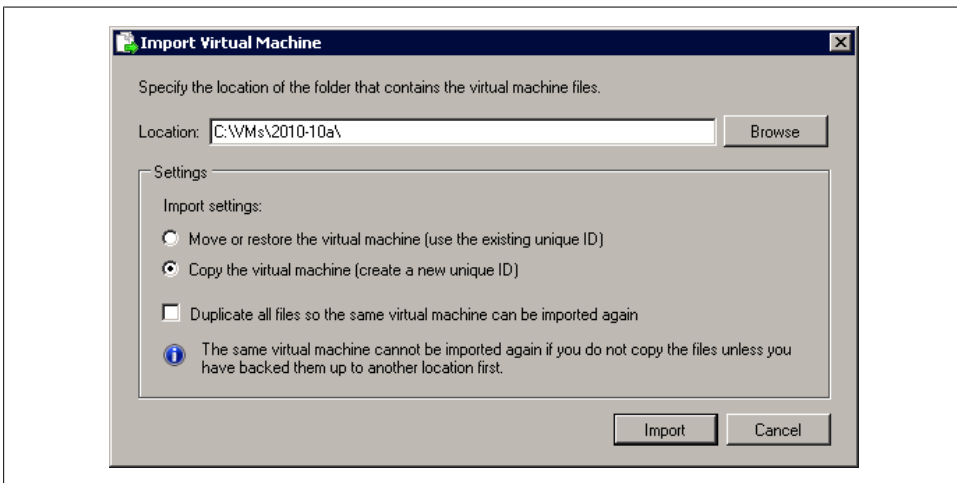 Import Virtual Machine
Specify the location of the folder that contains the virtual machine files.
Location: C:\VMs\2010-10a\ Browse
Settings
Import settings:
Move or restore the virtual machine (use the existing unique ID)
Copy the virtual machine (create a new unique ID)
Duplicate all files so the same virtual machine can be imported again
The same virtual machine cannot be imported again if you do not copy the files unless you
have backed them up to another location first.
Import Cancel